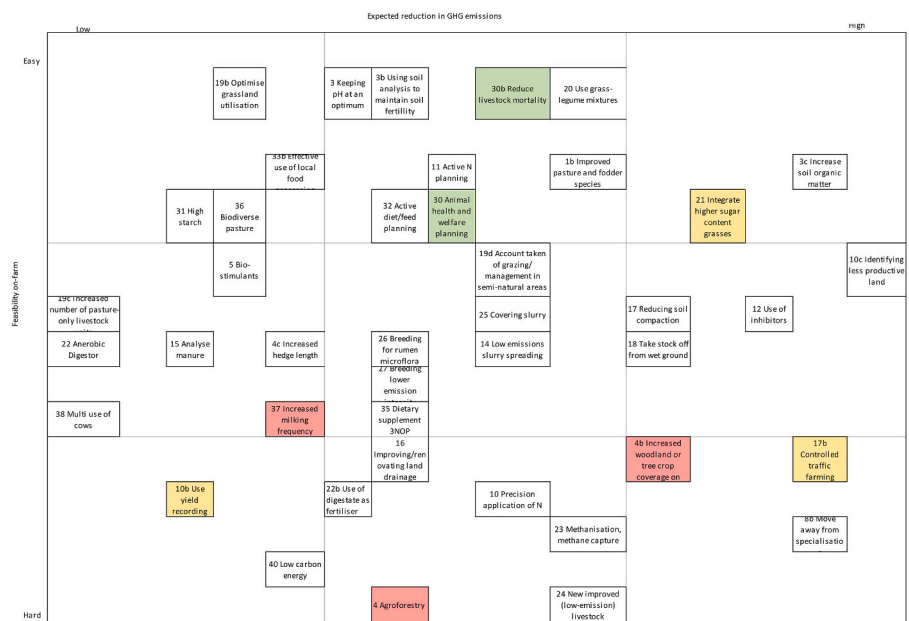 Expected reduction in GHG emissions
Low
High
Easy
19b Optimise
grassland
utilisation
3 Keeping
pH at an
optimum
3b Using soil
analysis to
maintain soil
fertillity
30b Reduce
livestock mortality
20 Use grass-
legume mixtures
33b Effective
use of local
food
11 Active N
planning
1b Improved
pasture and fodder
species
3c Increase
soil organic
matter
31 High
starch
36
Biodiverse
pasture
32 Active
diet/feed
planning
30 Animal
health and
welfare
planning
21 Integrate
higher sugar
content
grasses
Feasibility on-farm
5 Bio-
stimulants
19d Account taken
of grazing/
management in
semi-natural areas
10c Identifying
less productive
land
19c Increased
number of pasture-
only livestock
25 Covering slurry
17 Reducing soil
compaction
12 Use of
inhibitors
22 Anerobic
Digestor
15 Analyse
manure
4c Increased
hedge length
26 Breeding
for rumen
microflora
14 Low emissions
slurry spreading
18 Take stock off
from wet ground
27 Breeding
lower
emission
38 Multi use of
cows
37 Increased
milking
frequency
35 Dietary
supplement
3NOP
16
Improving/ren
ovating land
drainage
4b Increased
woodland or
tree crop
coverage on
17b
Controlled
traffic
farming
10b Use
yield
recording
22b Use of
digestate as
fertiliser
10 Precision
application of N
23 Methanisation,
methane capture
8b Move
away from
specialisatio
40 Low carbon
energy
4 Agroforestry
24 New improved
(low-emission)
livestock
Hard